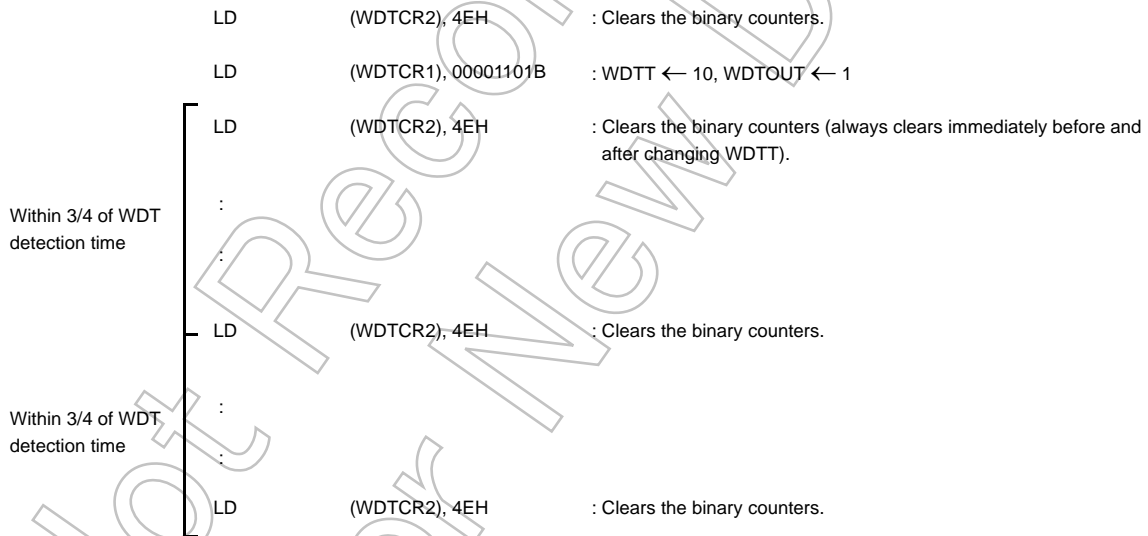 LD (WDTCR2), 4EH : Clears the binary counters.
LD (WDTCR1), 00001101B : WDTT ← 10, WDTOUT ← 1
LD (WDTCR2), 4EH : Clears the binary counters (always clears immediately before and
after changing WDTT).
Within 3/4 of WDT
detection time
:
:
LD (WDTCR2), 4EH : Clears the binary counters.
Within 3/4 of WDT
detection time
:
:
LD (WDTCR2), 4EH : Clears the binary counters.